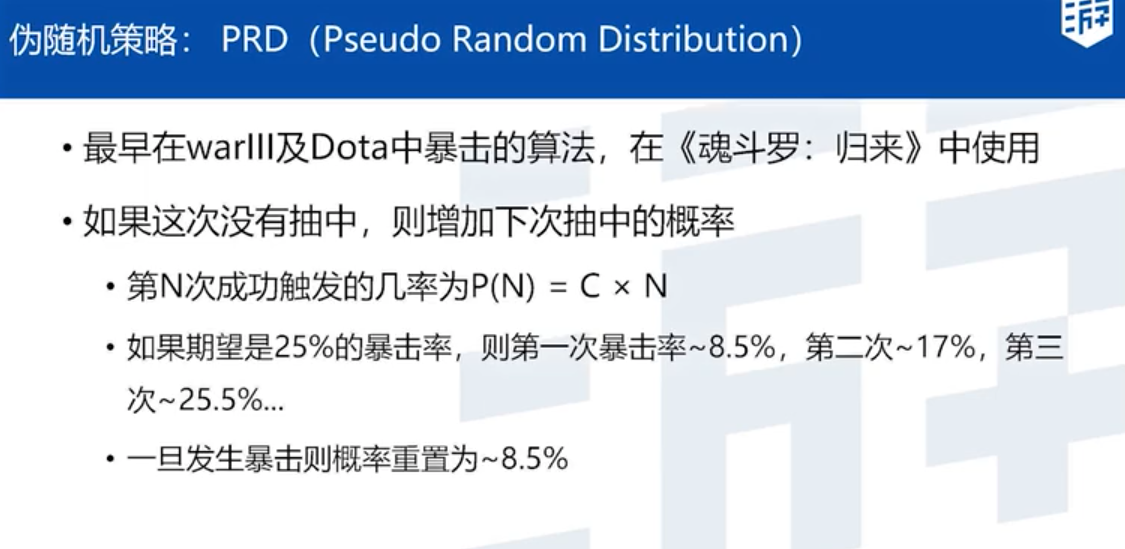 伪随机策略： PRD（Pseudo Random Distribution）
• 最早在warIII及Dota中暴击的算法，在《魂斗罗：归来》中使用
• 如果这次没有抽中，则增加下次抽中的概率
• 第N次成功触发的几率为P(N) = C × N
• 如果期望是25%的暴击率，则第一次暴击率~8.5%，第二次~17%，第三
次~25.5%...
• 一旦发生暴击则概率重置为~8.5%